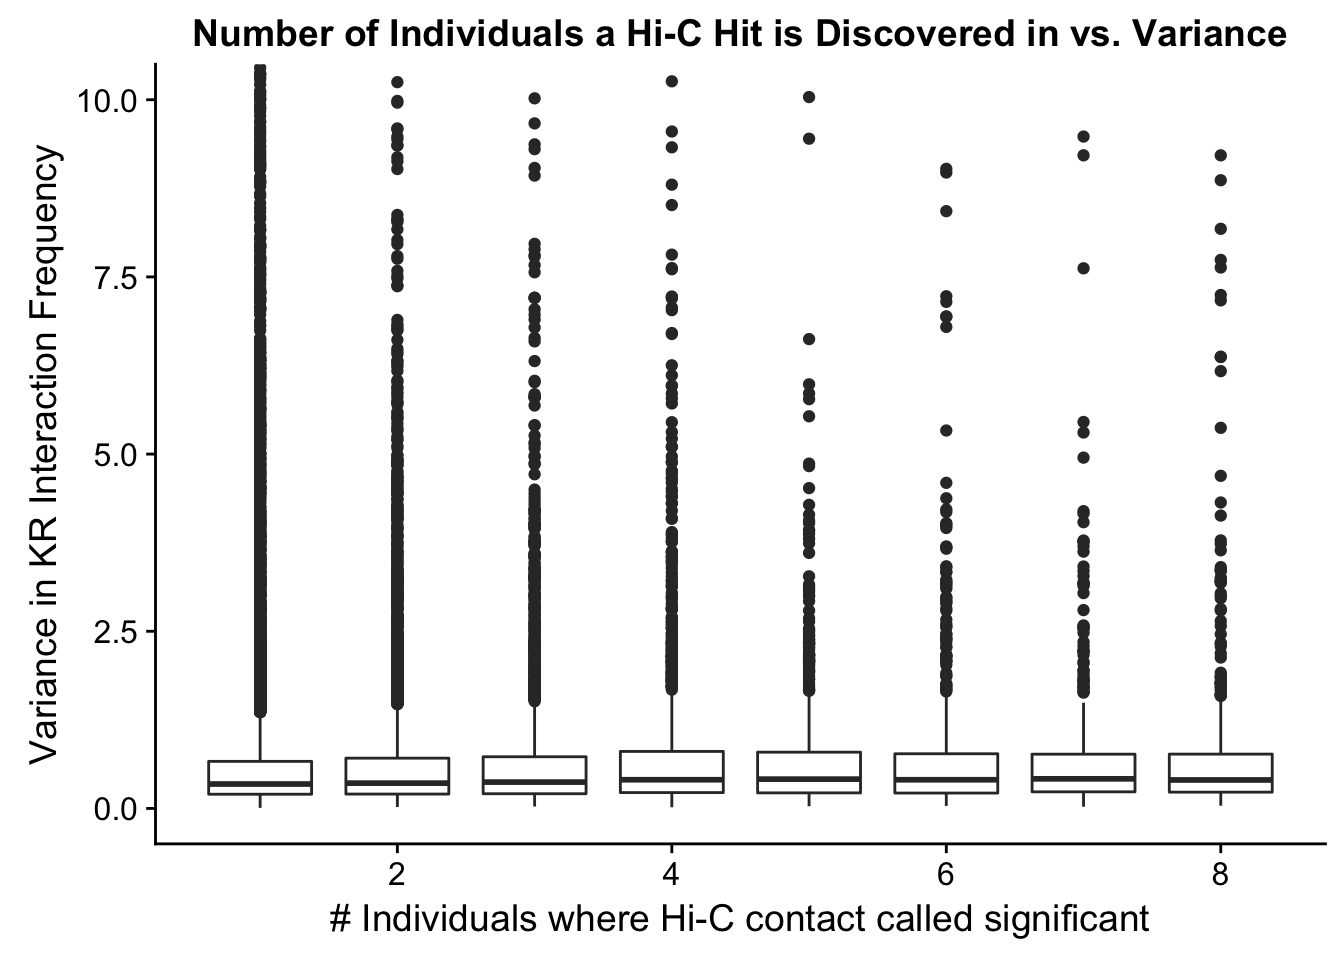 Number of Individuals a Hi-C Hit is Discovered in vs. Variance
Variance in KR Interaction Frequency
10.0
7.5
5.0
2.5
0.0
2 4 6 8
# Individuals where Hi-C contact called significant